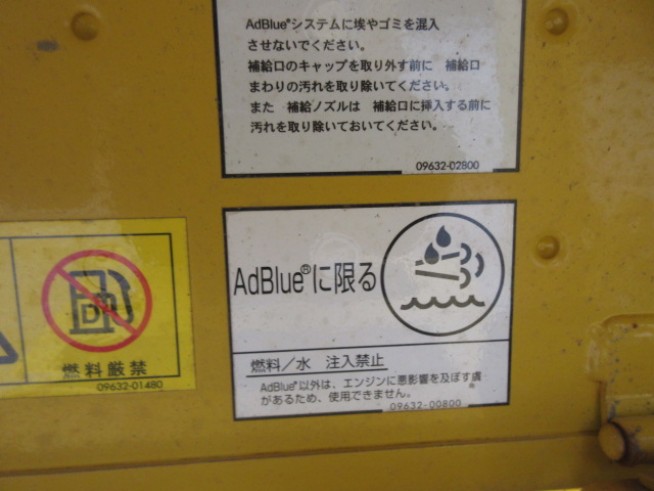 AdBlue®システムに埃やゴミを混入
させないでください。
補給口のキャップを取り外す前に 補給口
まわりの汚れを取り除いてください。
また 補給ノズルは 補給口に挿入する前に
汚れを取り除いておいてください。
09632-02800
AdBlue®に限る
燃料/水 注入禁止
AdBlue®以外は、エンジンに悪影響を及ぼす虞
があるため、使用できません。
09632-00800
燃料厳禁
09632-01480